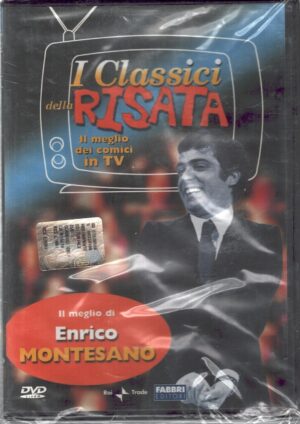 I Classici
della
RISATA
Il meglio
dei comici
in TV
Il meglio di
Enrico
MONTESANO
DVD
VIDEO
Rai Trade
FABBRI
EDITORI